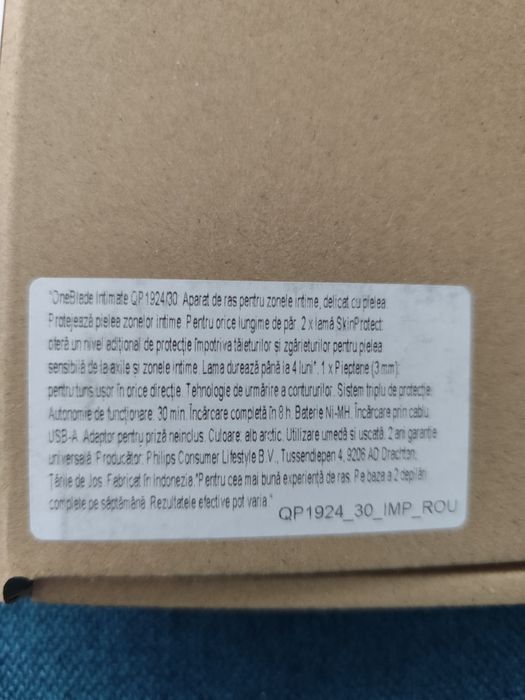 "OneBlade Intimate QP1924/30. Aparat de ras pentru zonele intime, delicat cu pielea.
Protejează pielea zonelor intime. Pentru orice lungime de păr. 2 x lamă SkinProtect:
oferă un nivel adițional de protecție împotriva tăieturilor și zgârieturilor pentru pielea
sensibilă de la axile și zonele intime. Lama durează până la 4 luni*. 1 x Pieptene (3 mm):
pentru tuns ușor în orice direcție. Tehnologie de urmărire a contururilor. Sistem triplu de protecție.
Autonomie de funcționare: 30 min. Încărcare completă în 8 h. Baterie Ni-MH. Încărcare prin cablu
USB-A. Adaptor pentru priză neinclus. Culoare: alb arctic. Utilizare umedă și uscată. 2 ani garanție
universală. Producător: Philips Consumer Lifestyle B.V., Tussendiepen 4, 9206 AD Drachten,
Țările de Jos. Fabricat în Indonezia.*Pentru cea mai bună experiență de ras. Pe baza a 2 depilări
complete pe săptămână. Rezultatele efective pot varia."
QP1924_30_IMP_ROU